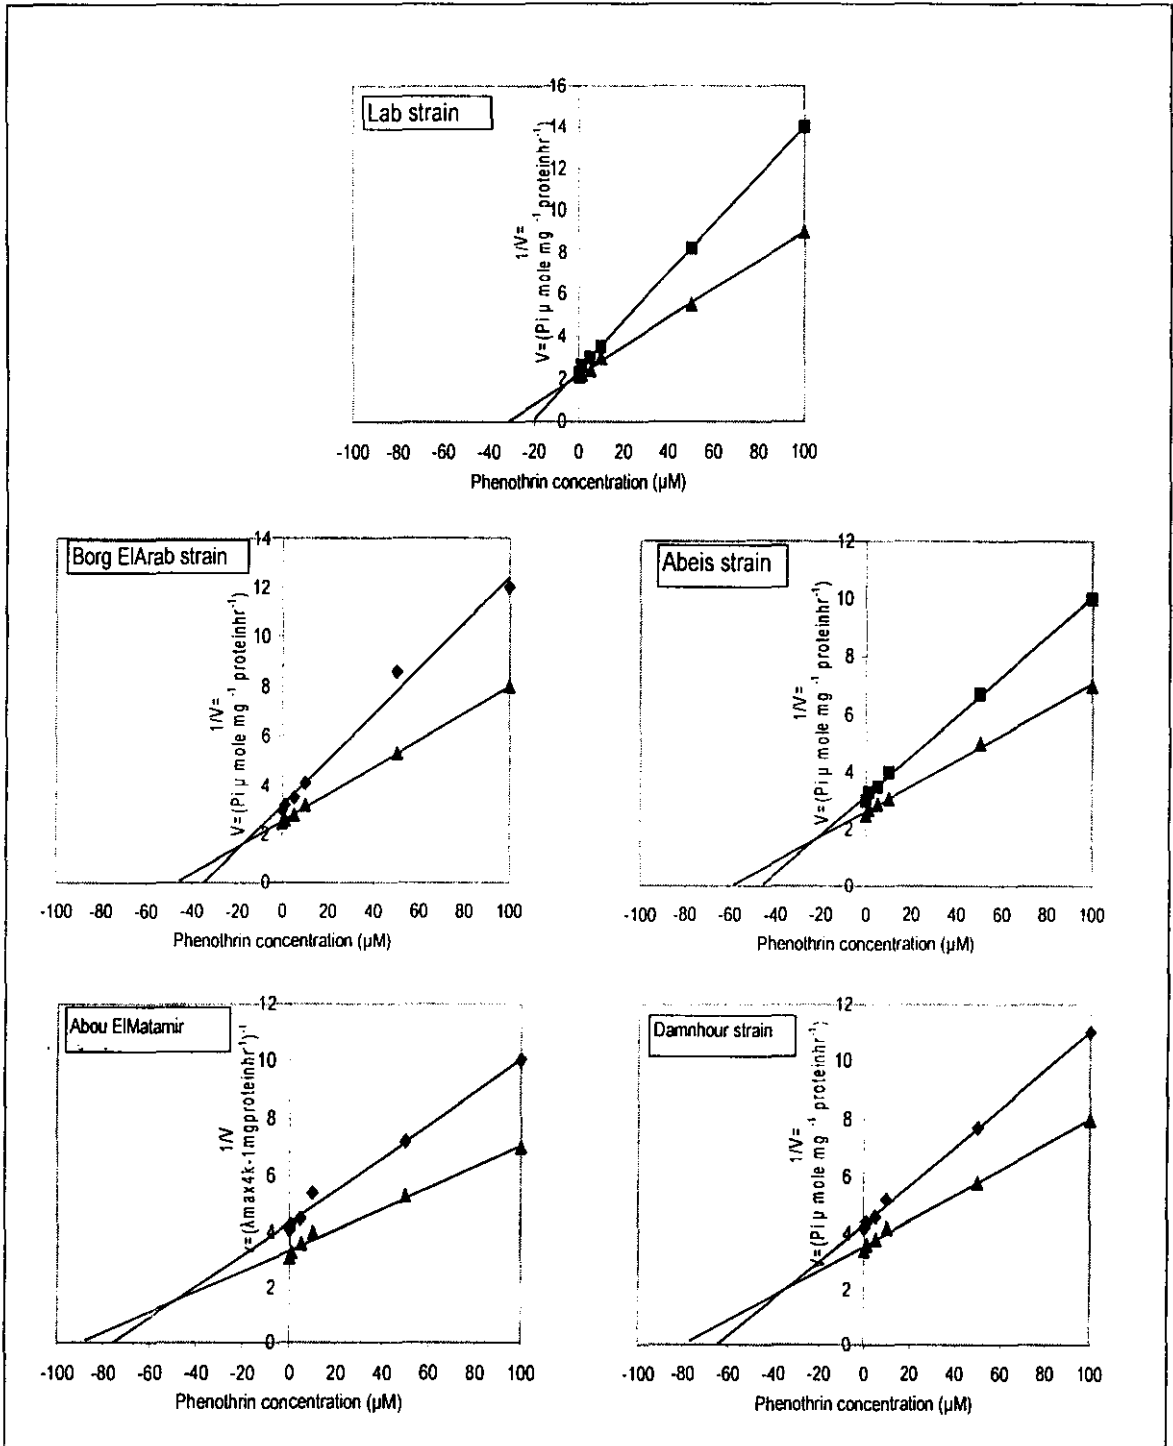 Lab strain
1/V=
V=(Pi µ mole mg -1 proteinhr-1)
16
14
12
10
8
6
4
2
0
-100 -80 -60 -40 -20 0 20 40 60 80 100
Phenothrin concentration (µM)
Borg ElArab strain
1/V=
V=(Pi µ mole mg -1 proteinhr-1)
14
12
10
8
6
4
2
0
-100 -80 -60 -40 -20 0 20 40 60 80 100
Phenothrin concentration (µM)
Abeis strain
1/V=
V=(Pi µ mole mg -1 proteinhr-1)
12
10
8
6
4
2
0
-100 -80 -60 -40 -20 0 20 40 60 80 100
Phenothrin concentration (µM)
Abou ElMatamir
1/V
(λmax4k-1mgproteinhr-1)-1
12
10
8
6
4
2
0
-100 -80 -60 -40 -20 0 20 40 60 80 100
Phenothrin concentration (µM)
Damnhour strain
1/V=
V=(Pi µ mole mg -1 proteinhr-1)
12
10
8
6
4
2
0
-100 -80 -60 -40 -20 0 20 40 60 80 100
Phenothrin concentration (µM)